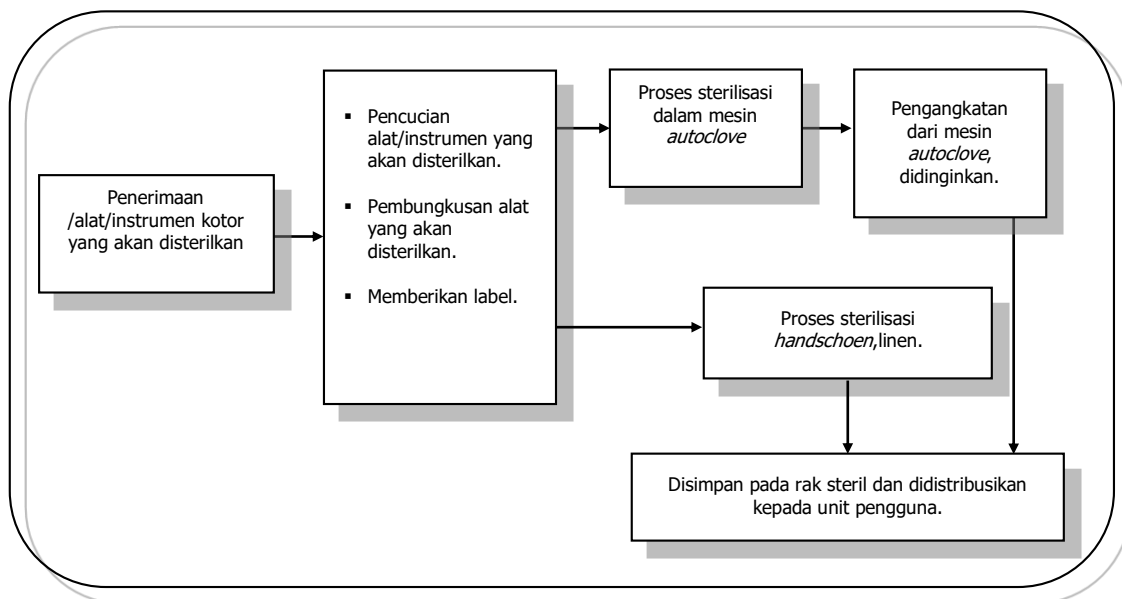 Penerimaan
/alat/instrumen kotor
yang akan disterilkan
▪ Pencucian
alat/instrumen yang
akan disterilkan.
▪ Pembungkusan alat
yang akan
disterilkan.
▪ Memberikan label.
Proses sterilisasi
dalam mesin
autoclove
Pengangkatan
dari mesin
autoclove,
didinginkan.
Proses sterilisasi
handschoen,linen.
Disimpan pada rak steril dan didistribusikan
kepada unit pengguna.